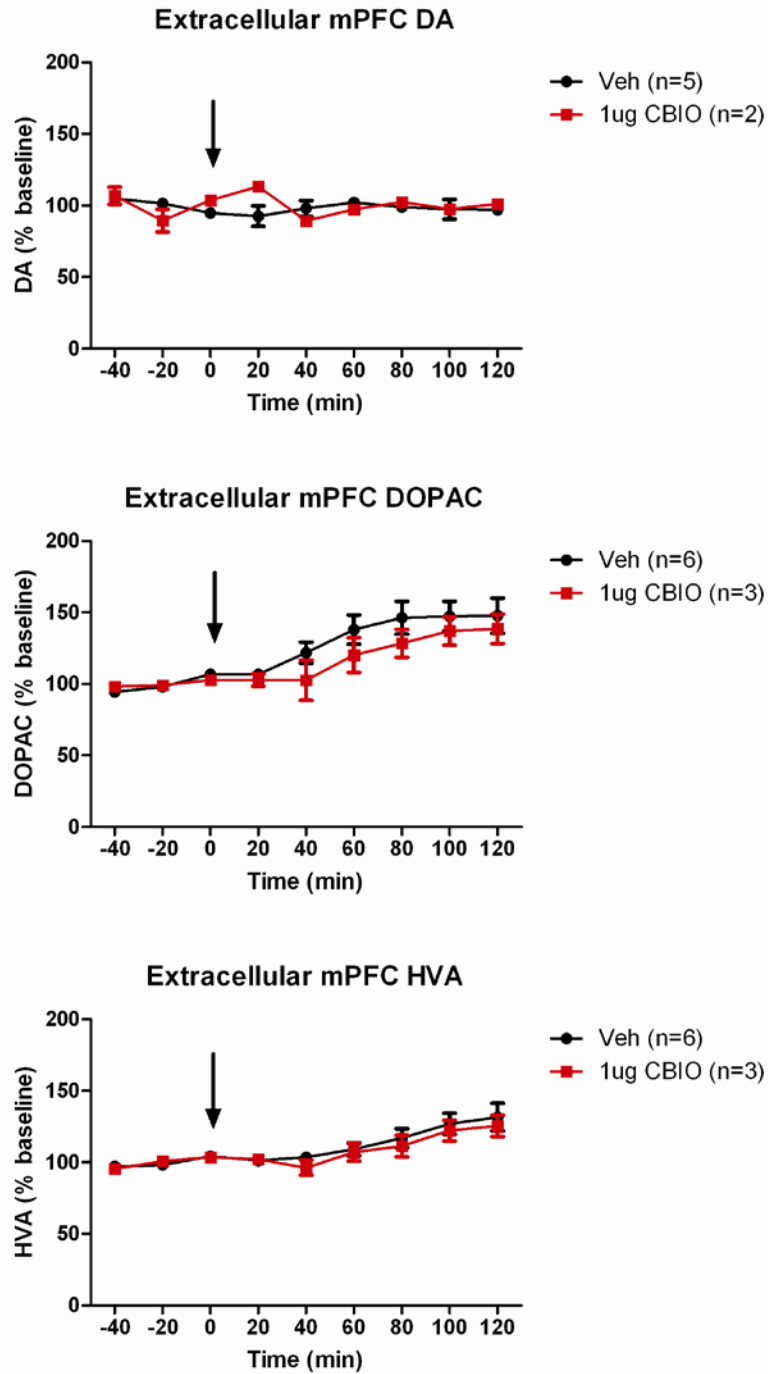 Extracellular mPFC DA
200
150
100
50
0
DA (% baseline)
-40 -20 0 20 40 60 80 100 120
Time (min)
Veh (n=5)
1ug CBIO (n=2)
Extracellular mPFC DOPAC
200
150
100
50
0
DOPAC (% baseline)
-40 -20 0 20 40 60 80 100 120
Time (min)
Veh (n=6)
1ug CBIO (n=3)
Extracellular mPFC HVA
200
150
100
50
0
HVA (% baseline)
-40 -20 0 20 40 60 80 100 120
Time (min)
Veh (n=6)
1ug CBIO (n=3)